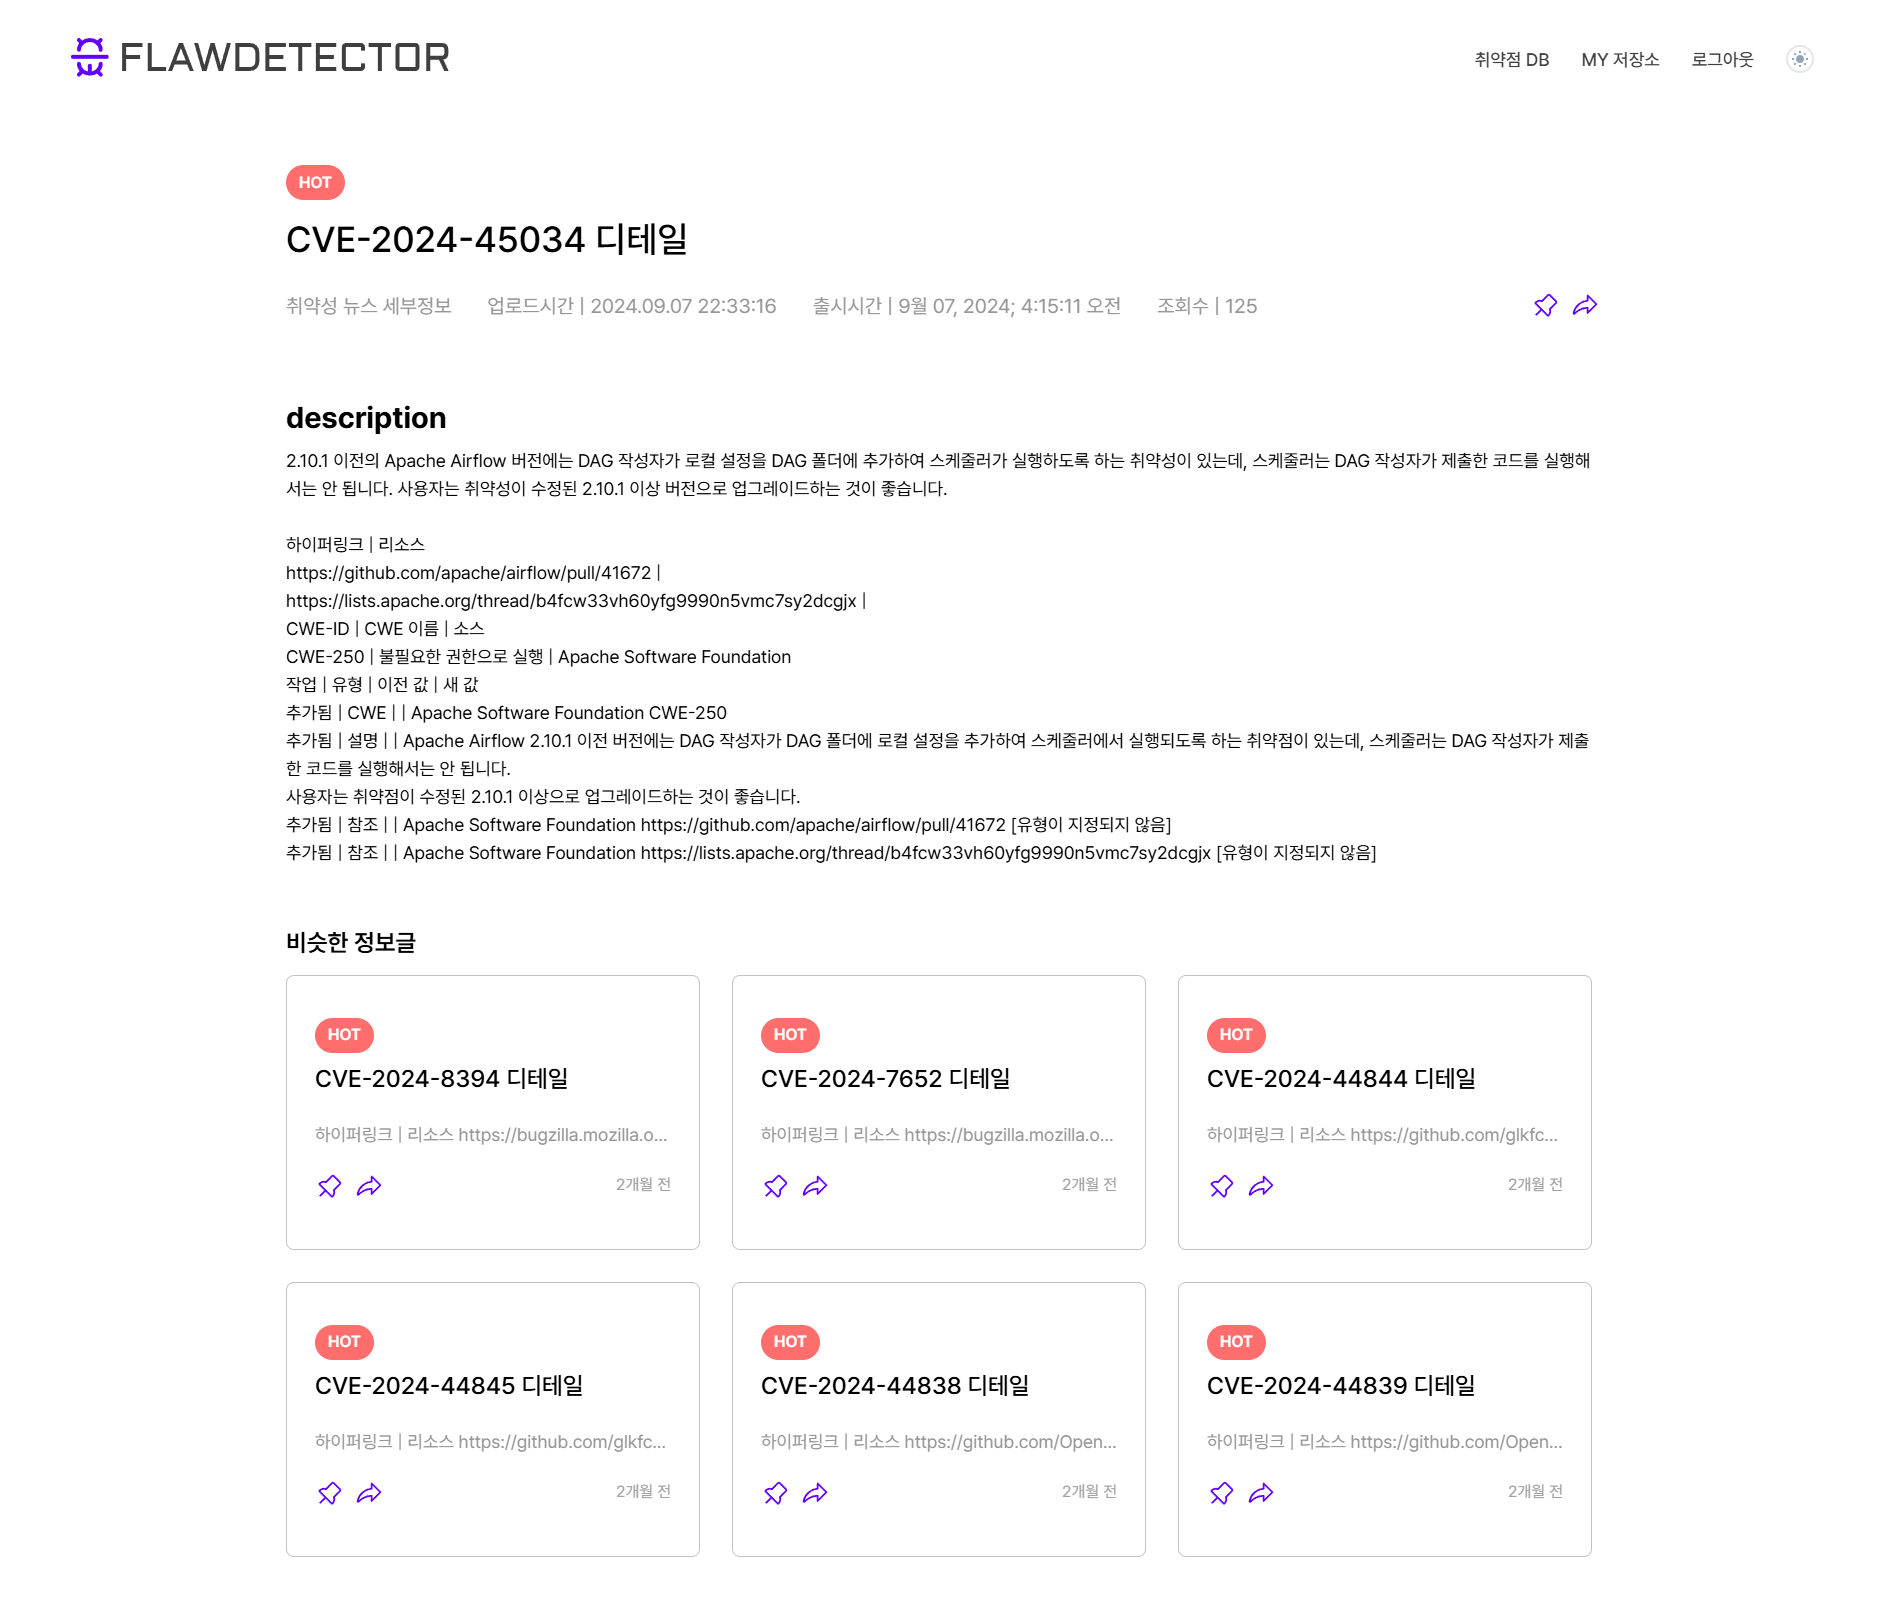 FLAWDETECTOR
취약점 DB MY 저장소 로그아웃
HOT
CVE-2024-45034 디테일
취약성 뉴스 세부정보 업로드시간 | 2024.09.07 22:33:16 출시시간 | 9월 07, 2024; 4:15:11 오전 조회수 | 125
description
2.10.1 이전의 Apache Airflow 버전에는 DAG 작성자가 로컬 설정을 DAG 폴더에 추가하여 스케줄러가 실행하도록 하는 취약성이 있는데, 스케줄러는 DAG 작성자가 제출한 코드를 실행해
서는 안 됩니다. 사용자는 취약성이 수정된 2.10.1 이상 버전으로 업그레이드하는 것이 좋습니다.
하이퍼링크 | 리소스
https://github.com/apache/airflow/pull/41672 |
https://lists.apache.org/thread/b4fcw33vh60yfg9990n5vmc7sy2dcgjx |
CWE-ID | CWE 이름 | 소스
CWE-250 | 불필요한 권한으로 실행 | Apache Software Foundation
작업 | 유형 | 이전 값 | 새 값
추가됨 | CWE | | Apache Software Foundation CWE-250
추가됨 | 설명 | | Apache Airflow 2.10.1 이전 버전에는 DAG 작성자가 DAG 폴더에 로컬 설정을 추가하여 스케줄러에서 실행되도록 하는 취약점이 있는데, 스케줄러는 DAG 작성자가 제출
한 코드를 실행해서는 안 됩니다.
사용자는 취약점이 수정된 2.10.1 이상으로 업그레이드하는 것이 좋습니다.
추가됨 | 참조 | | Apache Software Foundation https://github.com/apache/airflow/pull/41672 [유형이 지정되지 않음]
추가됨 | 참조 | | Apache Software Foundation https://lists.apache.org/thread/b4fcw33vh60yfg9990n5vmc7sy2dcgjx [유형이 지정되지 않음]
비슷한 정보글
HOT
CVE-2024-8394 디테일
하이퍼링크 | 리소스 https://bugzilla.mozilla.o...
2개월 전
HOT
CVE-2024-7652 디테일
하이퍼링크 | 리소스 https://bugzilla.mozilla.o...
2개월 전
HOT
CVE-2024-44844 디테일
하이퍼링크 | 리소스 https://github.com/glkfc...
2개월 전
HOT
CVE-2024-44845 디테일
하이퍼링크 | 리소스 https://github.com/glkfc...
2개월 전
HOT
CVE-2024-44838 디테일
하이퍼링크 | 리소스 https://github.com/Open...
2개월 전
HOT
CVE-2024-44839 디테일
하이퍼링크 | 리소스 https://github.com/Open...
2개월 전